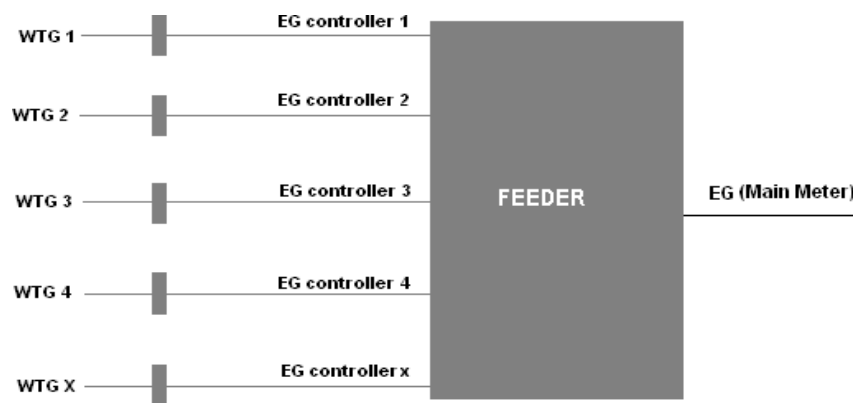 WTG 1
EG controller 1
WTG 2
EG controller 2
WTG 3
EG controller 3
FEEDER
EG (Main Meter)
WTG 4
EG controller 4
WTG X
EG controller x